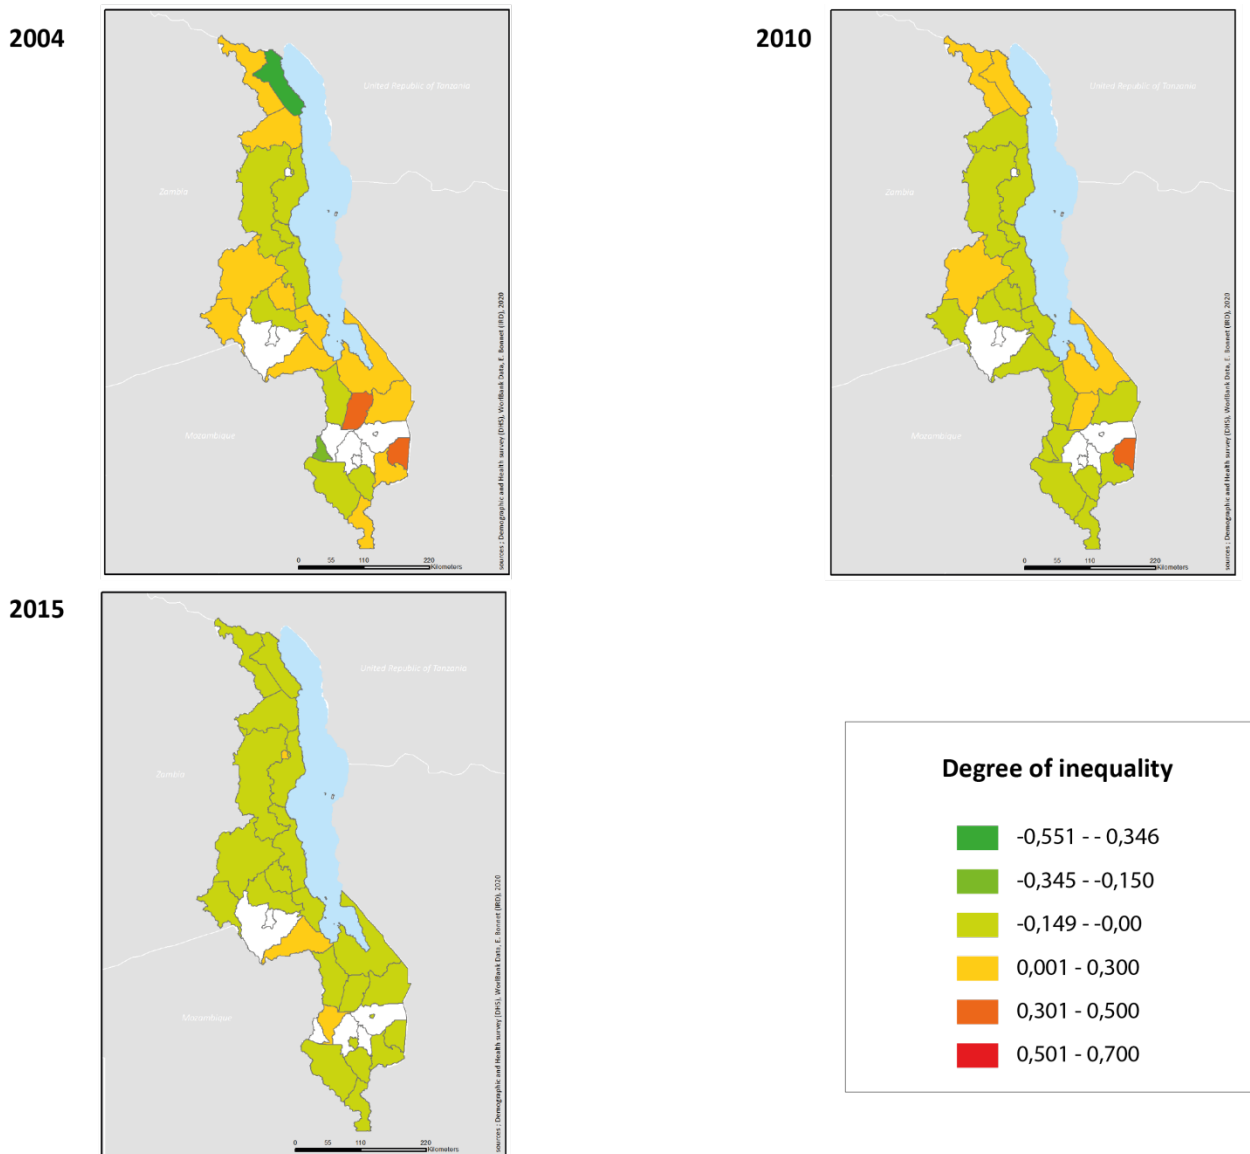 2004
United Republic of Tanzania
Zambia
Mozambique
sources : Demographic and Health survey (DHS), WorlBank Data, E. Bonnet (IRD), 2020
0 55 110 220
Kilometers
2010
United Republic of Tanzania
Zambia
Mozambique
sources : Demographic and Health survey (DHS), WorlBank Data, E. Bonnet (IRD), 2020
0 55 110 220
Kilometers
2015
United Republic of Tanzania
Zambia
Mozambique
sources : Demographic and Health survey (DHS), WorlBank Data, E. Bonnet (IRD), 2020
0 55 110 220
Kilometers
Degree of inequality
-0,551 - - 0,346
-0,345 - -0,150
-0,149 - -0,00
0,001 - 0,300
0,301 - 0,500
0,501 - 0,700